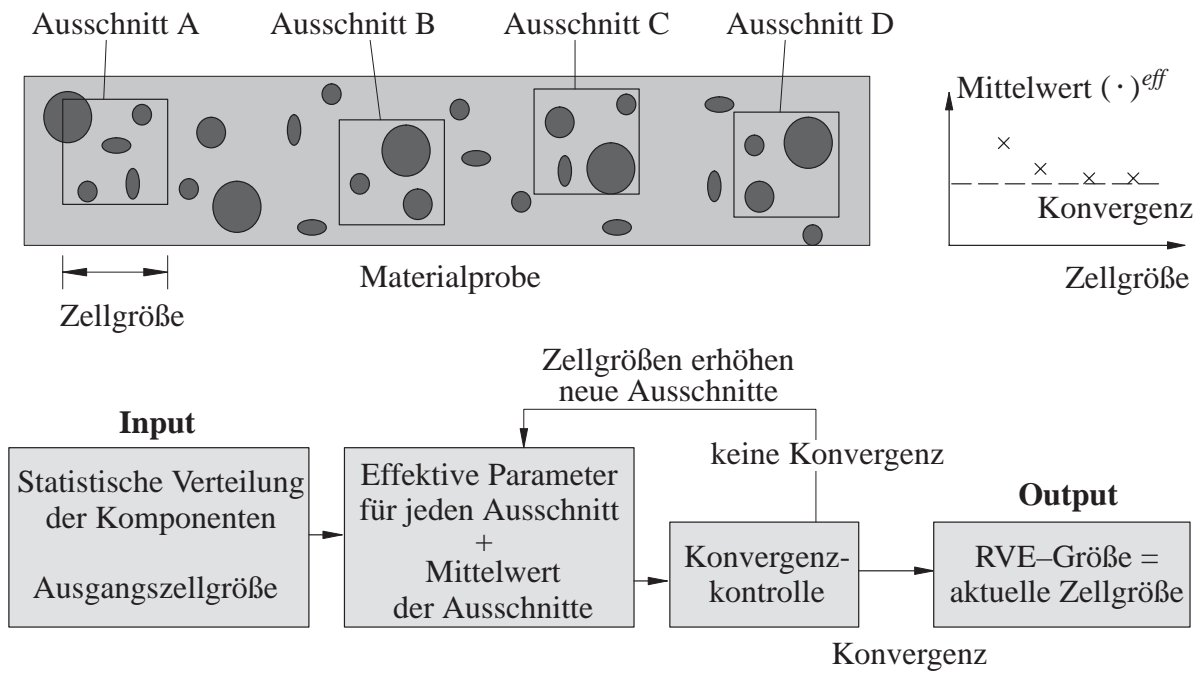 Ausschnitt A
Ausschnitt B
Ausschnitt C
Ausschnitt D
Mittelwert (·)^eff
Konvergenz
Zellgröße
Materialprobe
Zellgröße
Zellgrößen erhöhen
neue Ausschnitte
keine Konvergenz
Input
Statistische Verteilung
der Komponenten
Ausgangszellgröße
Effektive Parameter
für jeden Ausschnitt
+
Mittelwert
der Ausschnitte
Konvergenz-
kontrolle
Konvergenz
Output
RVE–Größe =
aktuelle Zellgröße